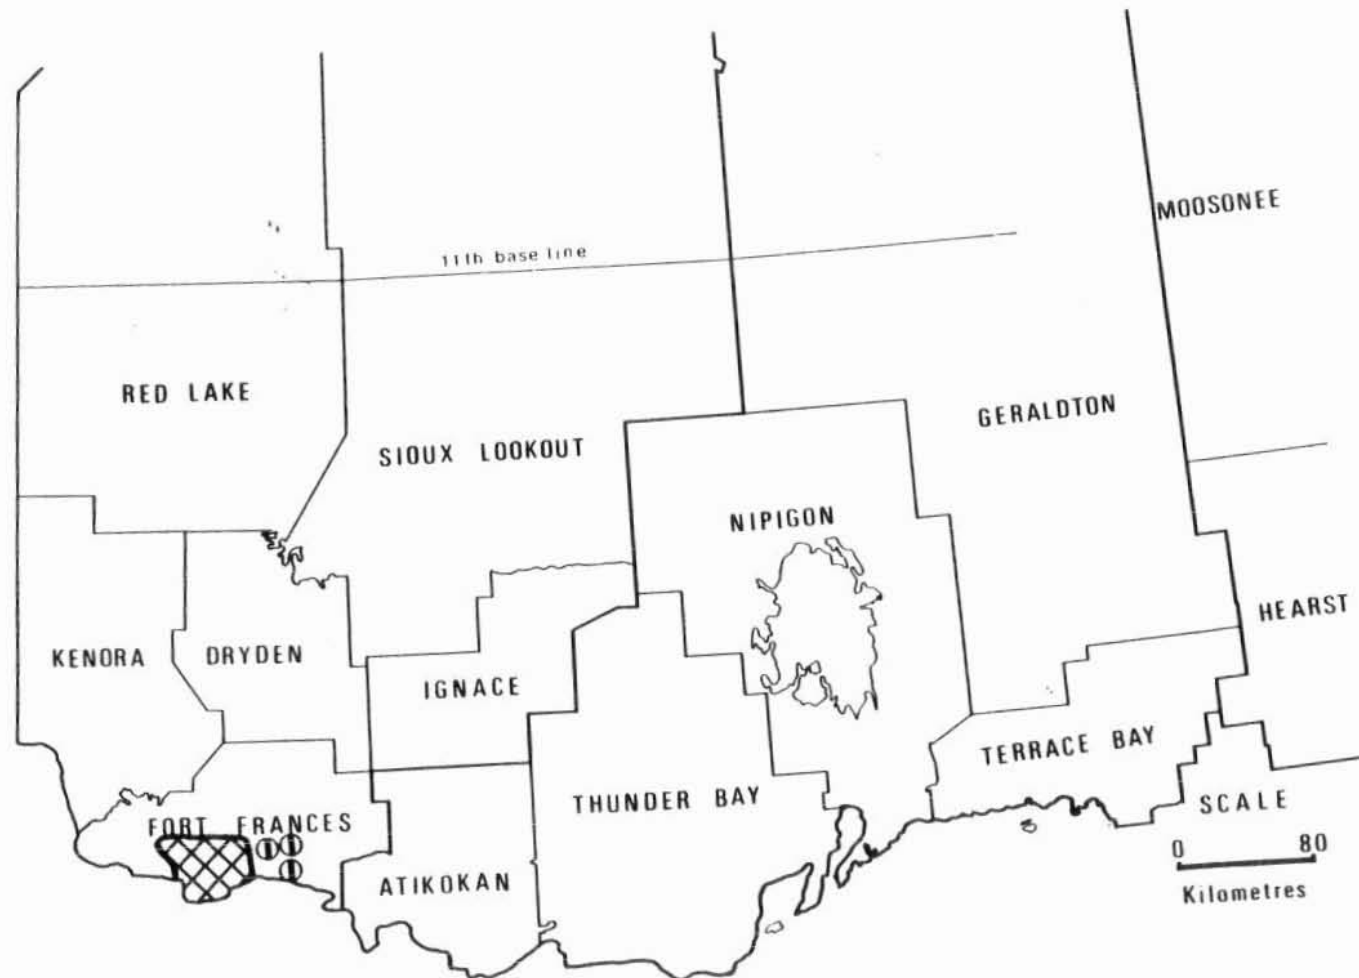 MOOSONEE
11th base line
RED LAKE
GERALDTON
SIOUX LOOKOUT
NIPIGON
HEARST
KENORA
DRYDEN
IGNACE
TERRACE BAY
THUNDER BAY
SCALE
FORT FRANCES
0 80
ATIKOKAN
Kilometres